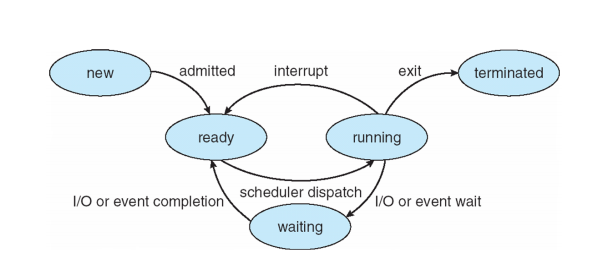 new
admitted
interrupt
exit
terminated
ready
running
scheduler dispatch
I/O or event completion
I/O or event wait
waiting